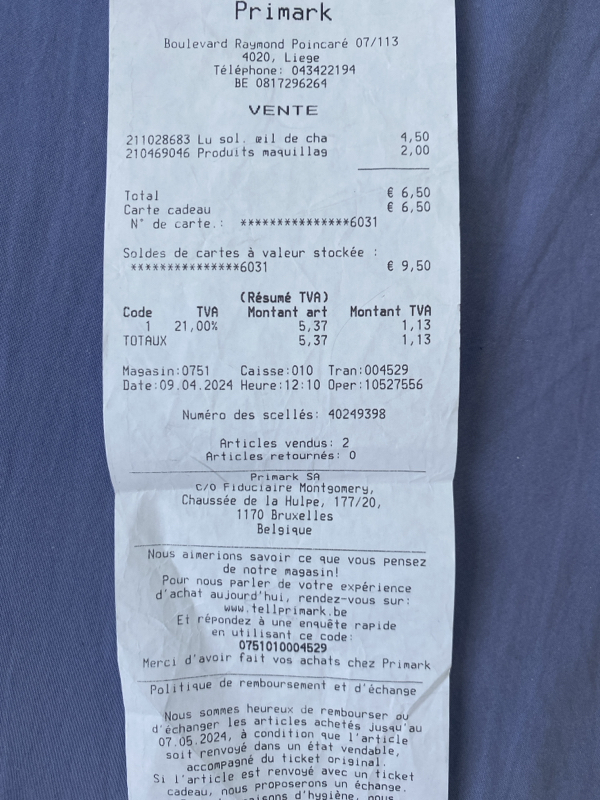 Primark
Boulevard Raymond Poincaré 07/113
4020, Liege
Téléphone: 043422194
BE 0817296264
VENTE
211028683 Lu sol. œil de cha 4,50
210469046 Produits maquillag 2,00
Total € 6,50
Carte cadeau € 6,50
N° de carte.: ***************6031
Soldes de cartes à valeur stockée :
***************6031 € 9,50
(Résumé TVA)
Code TVA Montant art Montant TVA
1 21,00% 5,37 1,13
TOTAUX 5,37 1,13
Magasin:0751 Caisse:010 Tran:004529
Date:09.04.2024 Heure:12:10 Oper:10527556
Numéro des scellés: 40249398
Articles vendus: 2
Articles retournés: 0
Primark SA
C/O Fiduciaire Montgomery,
Chaussée de la Hulpe, 177/20,
1170 Bruxelles
Belgique
Nous aimerions savoir ce que vous pensez
de notre magasin!
Pour nous parler de votre expérience
d'achat aujourd'hui, rendez-vous sur:
www.tellprimark.be
Et répondez à une enquête rapide
en utilisant ce code:
0751010004529
Merci d'avoir fait vos achats chez Primark
Politique de remboursement et d'échange
Nous sommes heureux de rembourser ou
d'échanger les articles achetés jusqu'au
07.05.2024, à condition que l'article
soit renvoyé dans un état vendable,
accompagné du ticket original.
Si l'article est renvoyé avec un ticket
cadeau, nous proposerons un échange.
raisons d'hygiène, nous